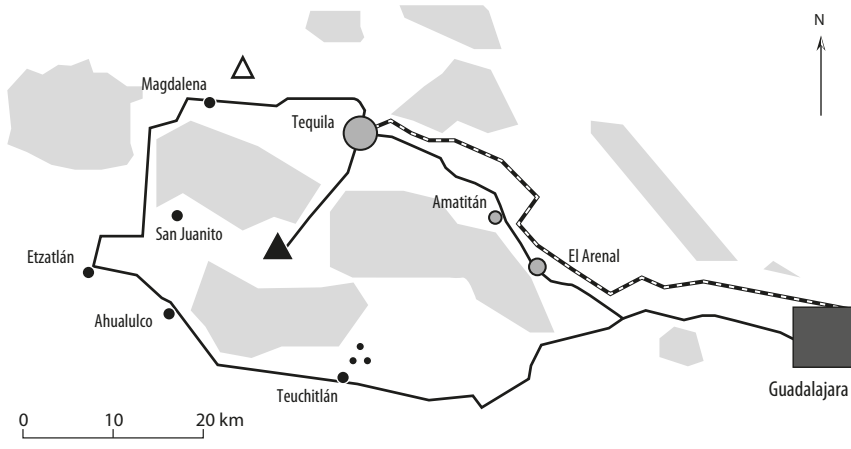 N
Magdalena
Tequila
Amatitán
San Juanito
Etzatlán
El Arenal
Ahualulco
Teuchitlán
Guadalajara
0 10 20 km